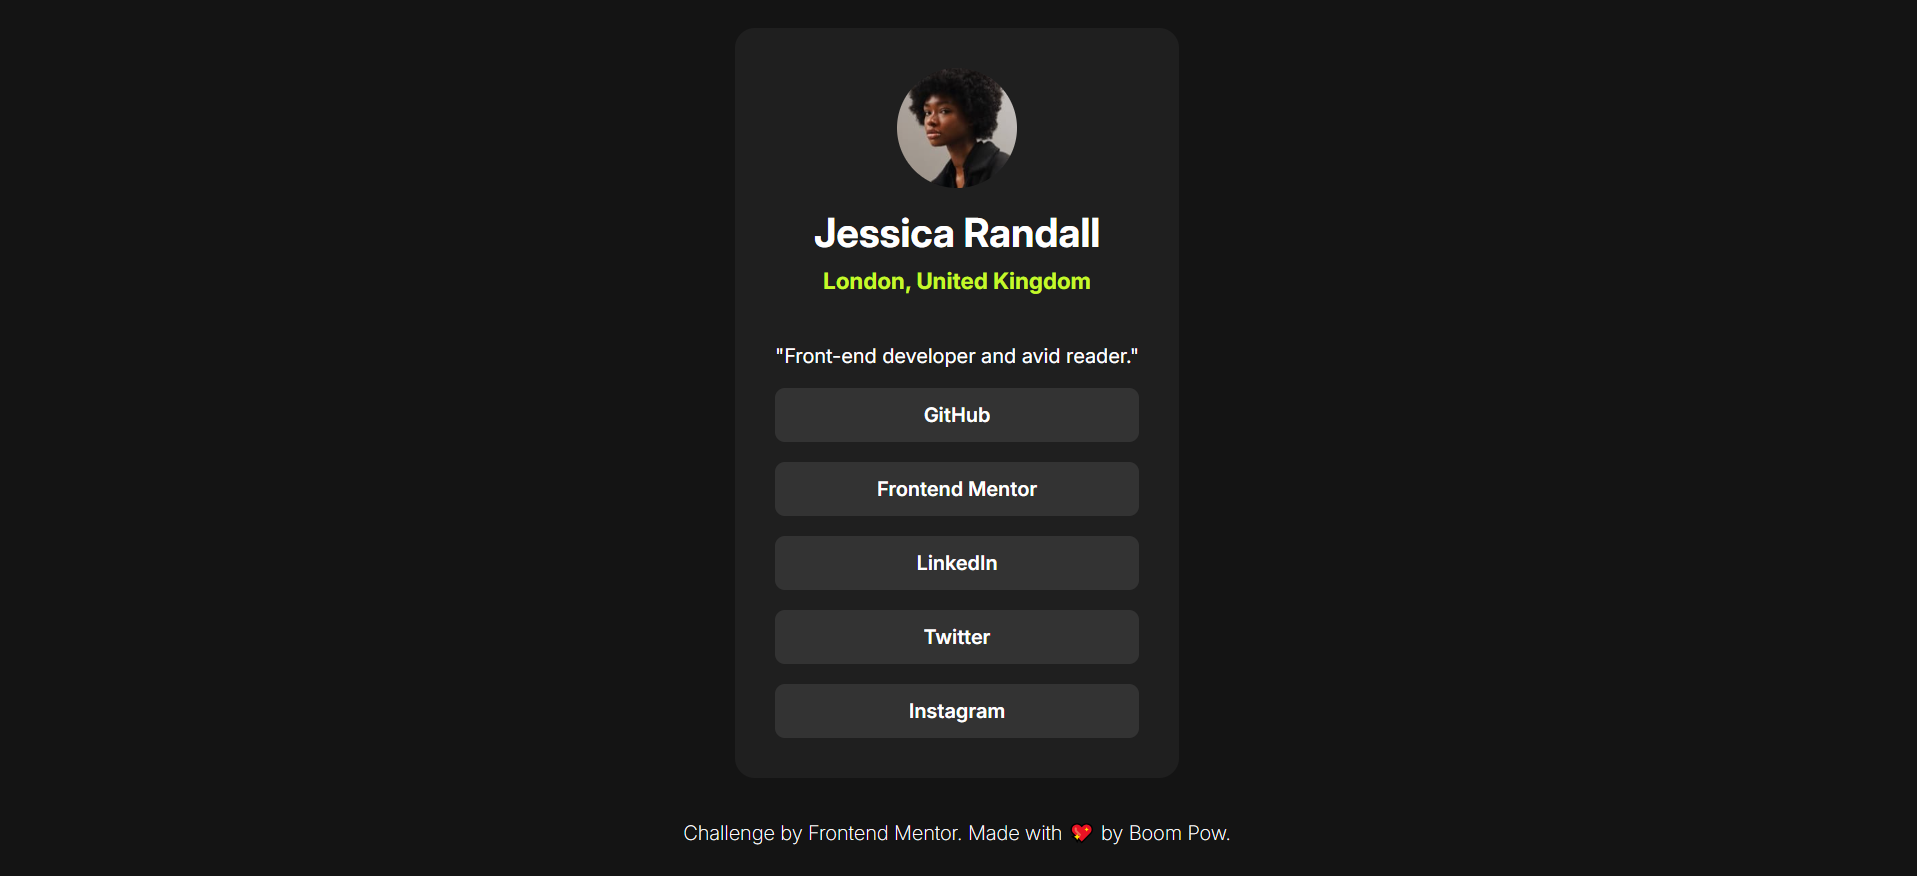 Jessica Randall
London, United Kingdom
"Front-end developer and avid reader."
GitHub
Frontend Mentor
LinkedIn
Twitter
Instagram
Challenge by Frontend Mentor. Made with 💖 by Boom Pow.